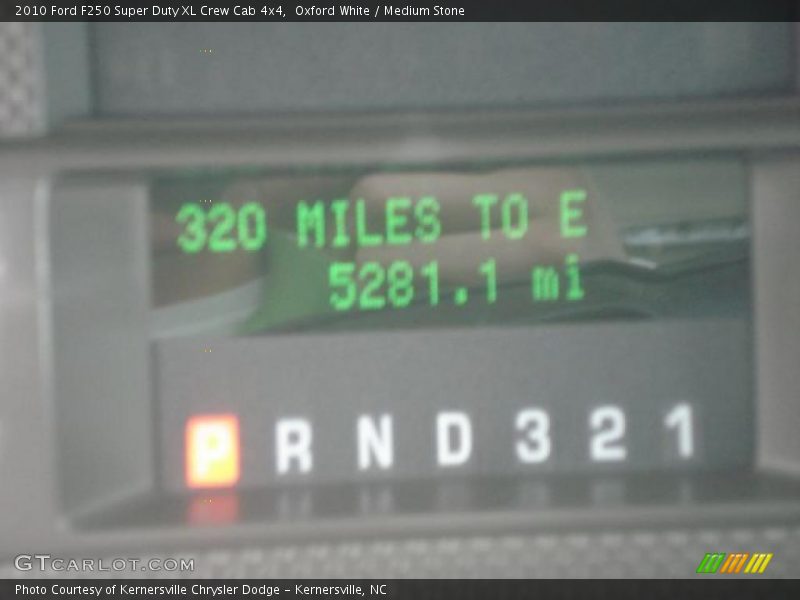 2010 Ford F250 Super Duty XL Crew Cab 4x4,  Oxford White / Medium Stone
320 MILES TO E
5281.1 mi
P R N D 3 2 1
GTCARLOT.COM
Photo Courtesy of Kernersville Chrysler Dodge – Kernersville, NC